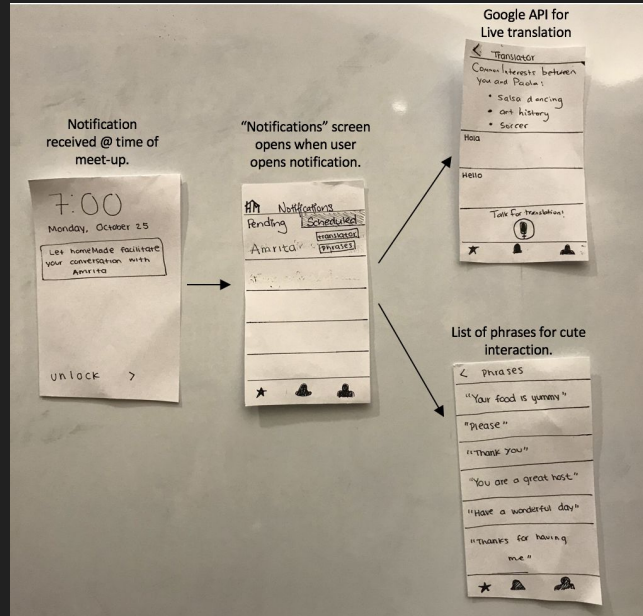 Notification
received @ time of
meet-up.
7:00
Monday, October 25
Let homeMade facilitate
your conversation with
Amrita
unlock >
"Notifications" screen
opens when user
opens notification.
Notifications
Pending Scheduled
Amrita translator
Phrases
Google API for
Live translation
< Translator
Common Interests between
you and Paola:
• Salsa dancing
• art history
• Soccer
Hola
Hello
Talk for translation!
List of phrases for cute
interaction.
< Phrases
"Your food is yummy"
"Please"
"Thank you"
"You are a great host"
"Have a wonderful day"
"Thanks for having
me"